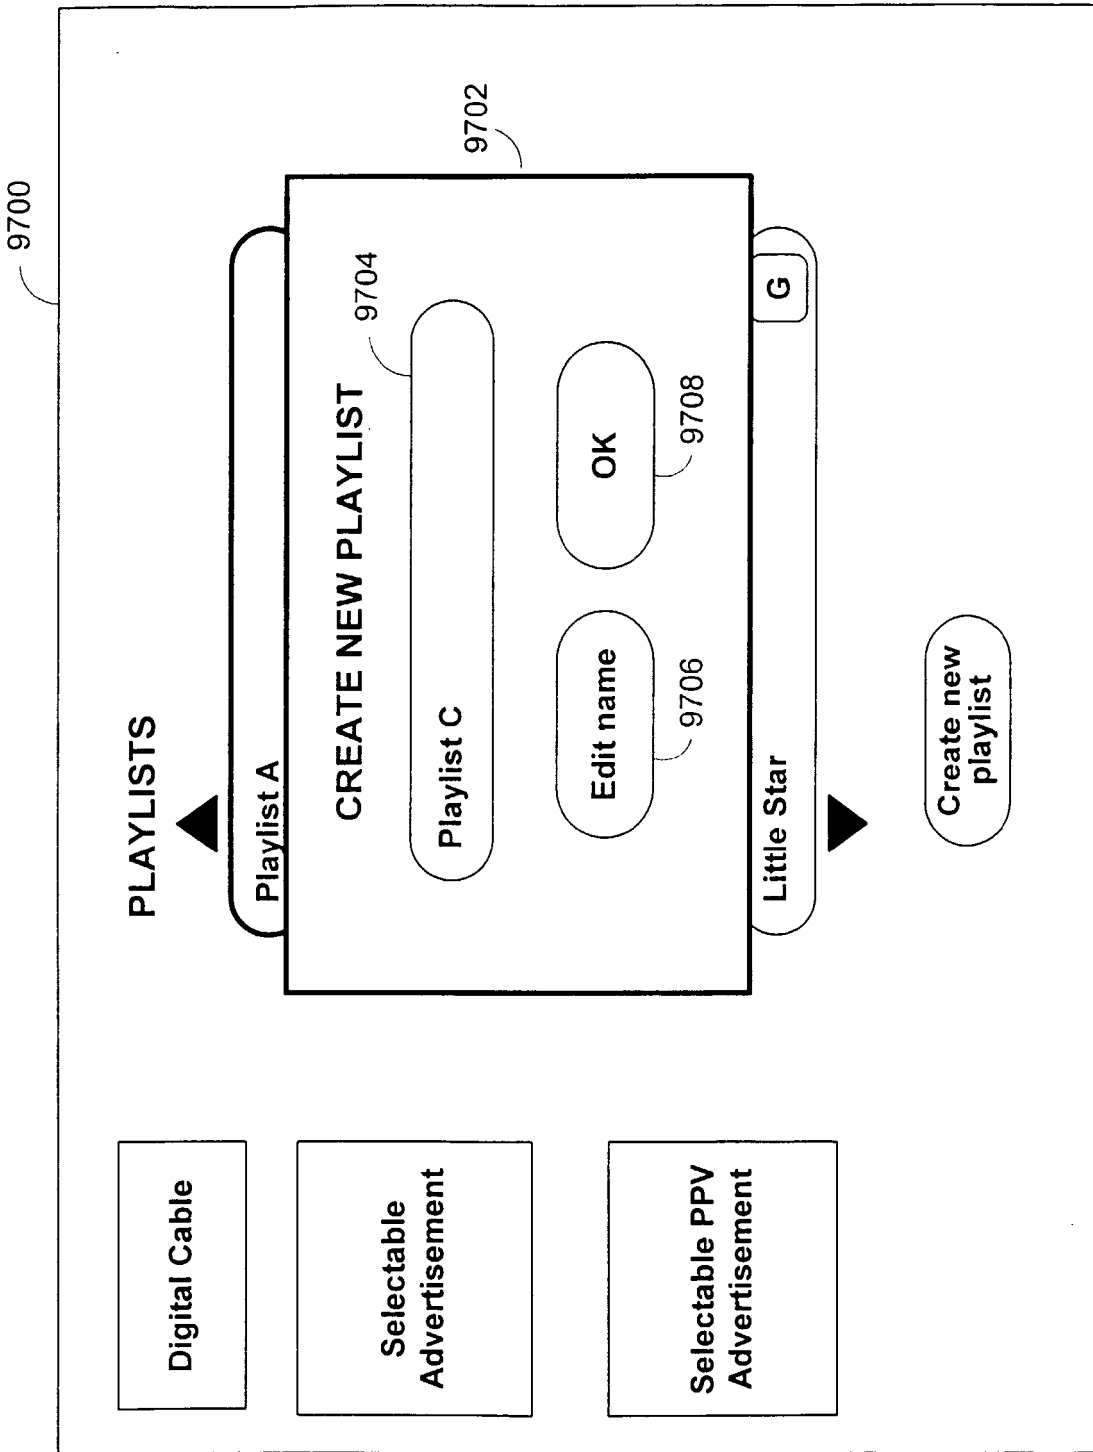 9700
Digital Cable
Selectable
Advertisement
Selectable PPV
Advertisement
PLAYLISTS
Playlist A
9702
CREATE NEW PLAYLIST
9704
Playlist C
Edit name
OK
9706
9708
Little Star
G
Create new
playlist